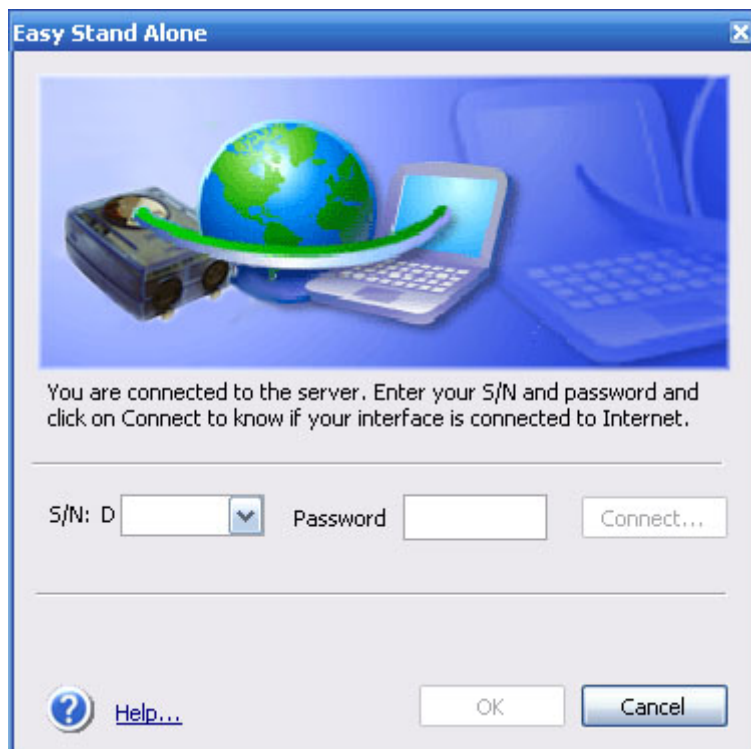 Easy Stand Alone
You are connected to the server. Enter your S/N and password and
click on Connect to know if your interface is connected to Internet.
S/N: D
Password
Connect...
Help...
OK
Cancel